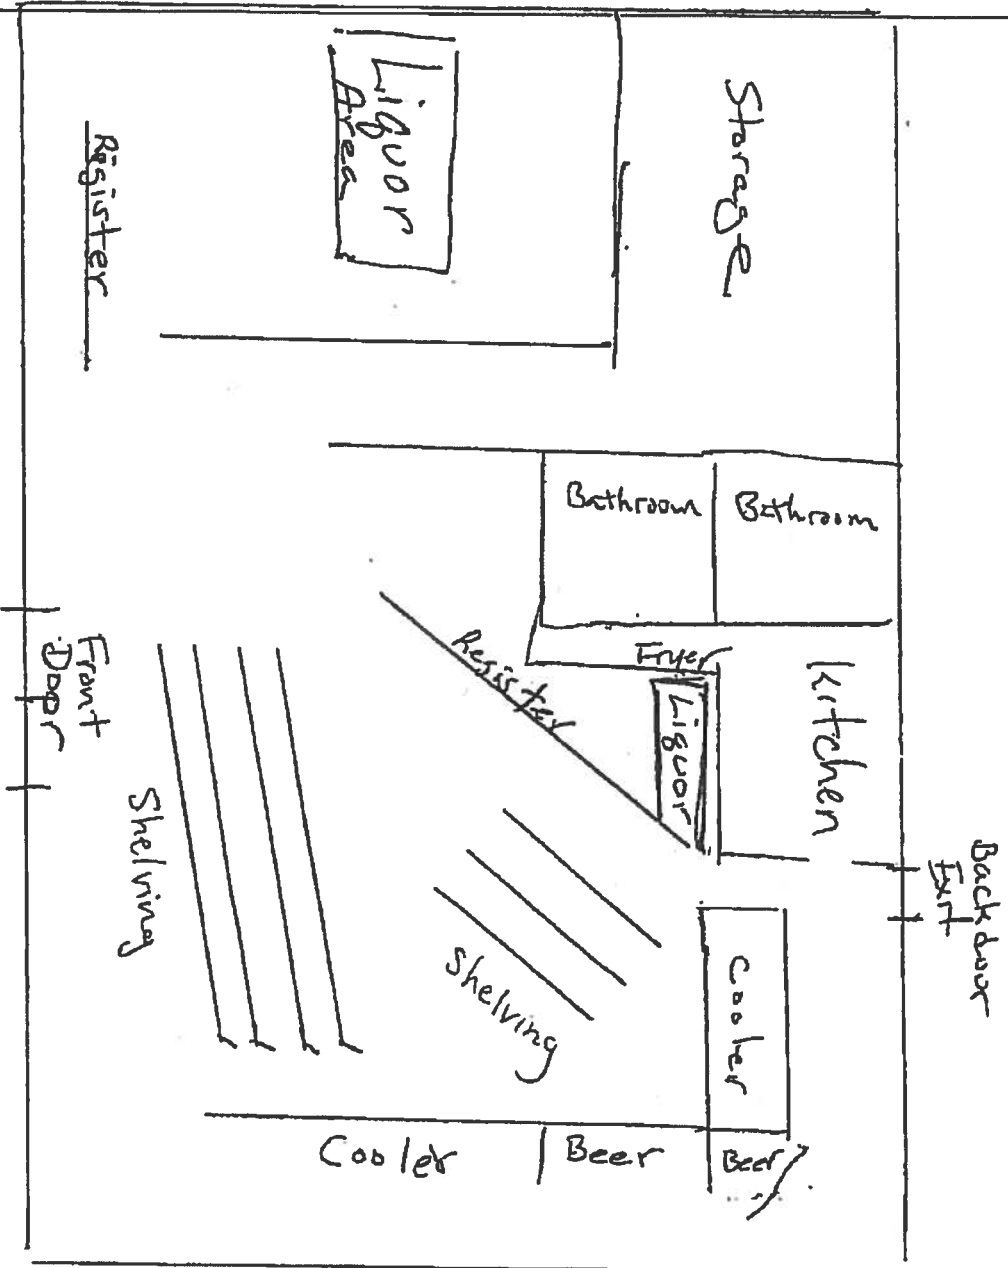 Liquor
Area
Storage
Register
Bathroom
Bathroom
Register
Fryer
Liquor
Kitchen
Front
Door
Shelving
Shelving
Cooler
Back door
Exit
Cooler
Beer
Beer